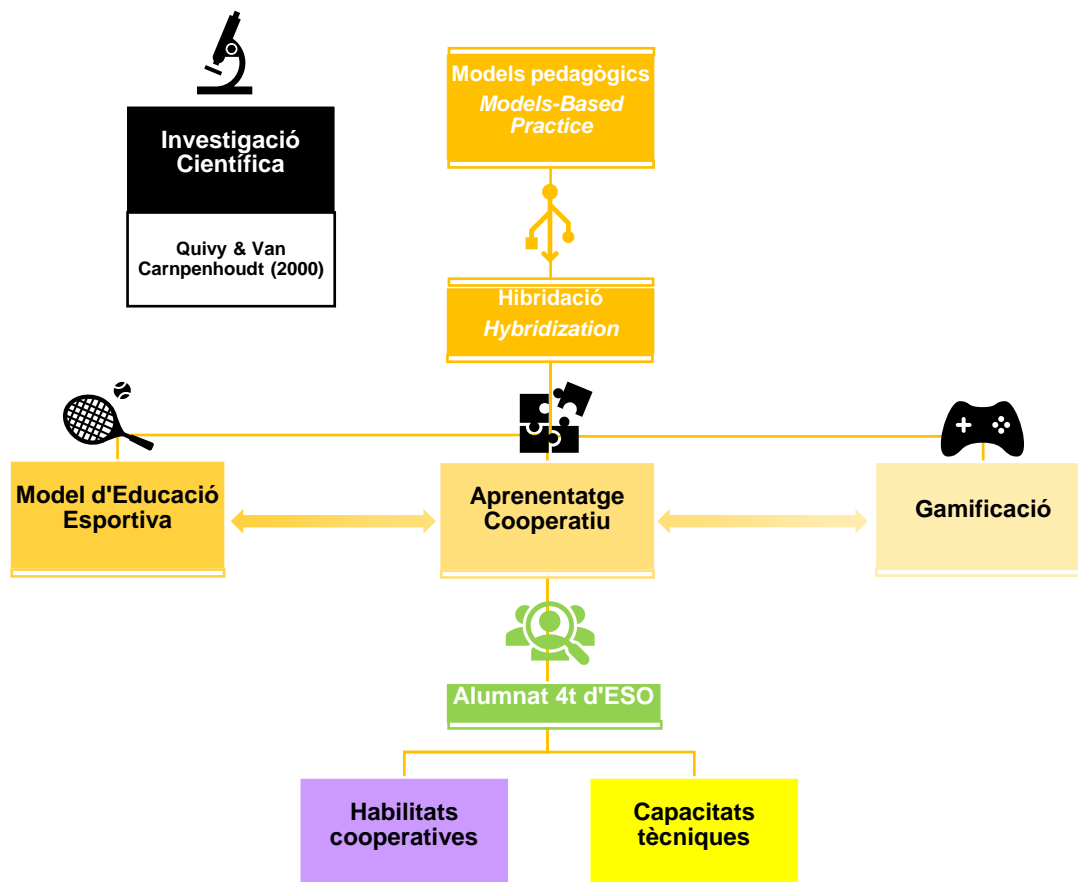 Investigació
Científica
Quivy & Van
Carnpenhoudt (2000)
Models pedagògics
Models-Based
Practice
Hibridació
Hybridization
Model d'Educació
Esportiva
Aprenentatge
Cooperatiu
Gamificació
Alumnat 4t d'ESO
Habilitats
cooperatives
Capacitats
tècniques